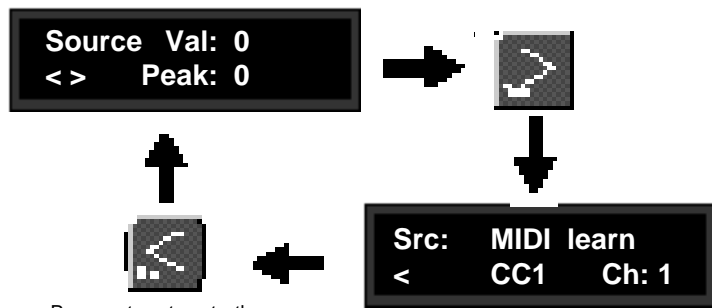 Source Val: 0
< > Peak: 0
Src: MIDI learn
< CC1 Ch: 1